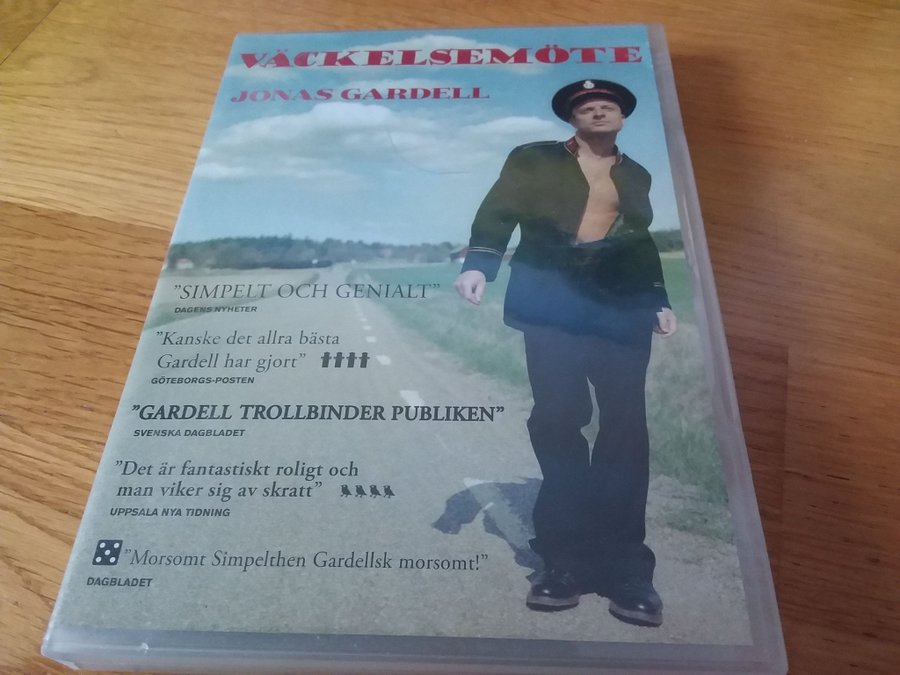 VÄCKELSEMÖTE
JONAS GARDELL
”SIMPELT OCH GENIALT”
DAGENS NYHETER
”Kanske det allra bästa
Gardell har gjort”
GÖTEBORGS-POSTEN
”GARDELL TROLLBINDER PUBLIKEN”
SVENSKA DAGBLADET
”Det är fantastiskt roligt och
man viker sig av skratt”
UPPSALA NYA TIDNING
”Morsomt Simpelthen Gardellsk morsomt!”
DAGBLADET